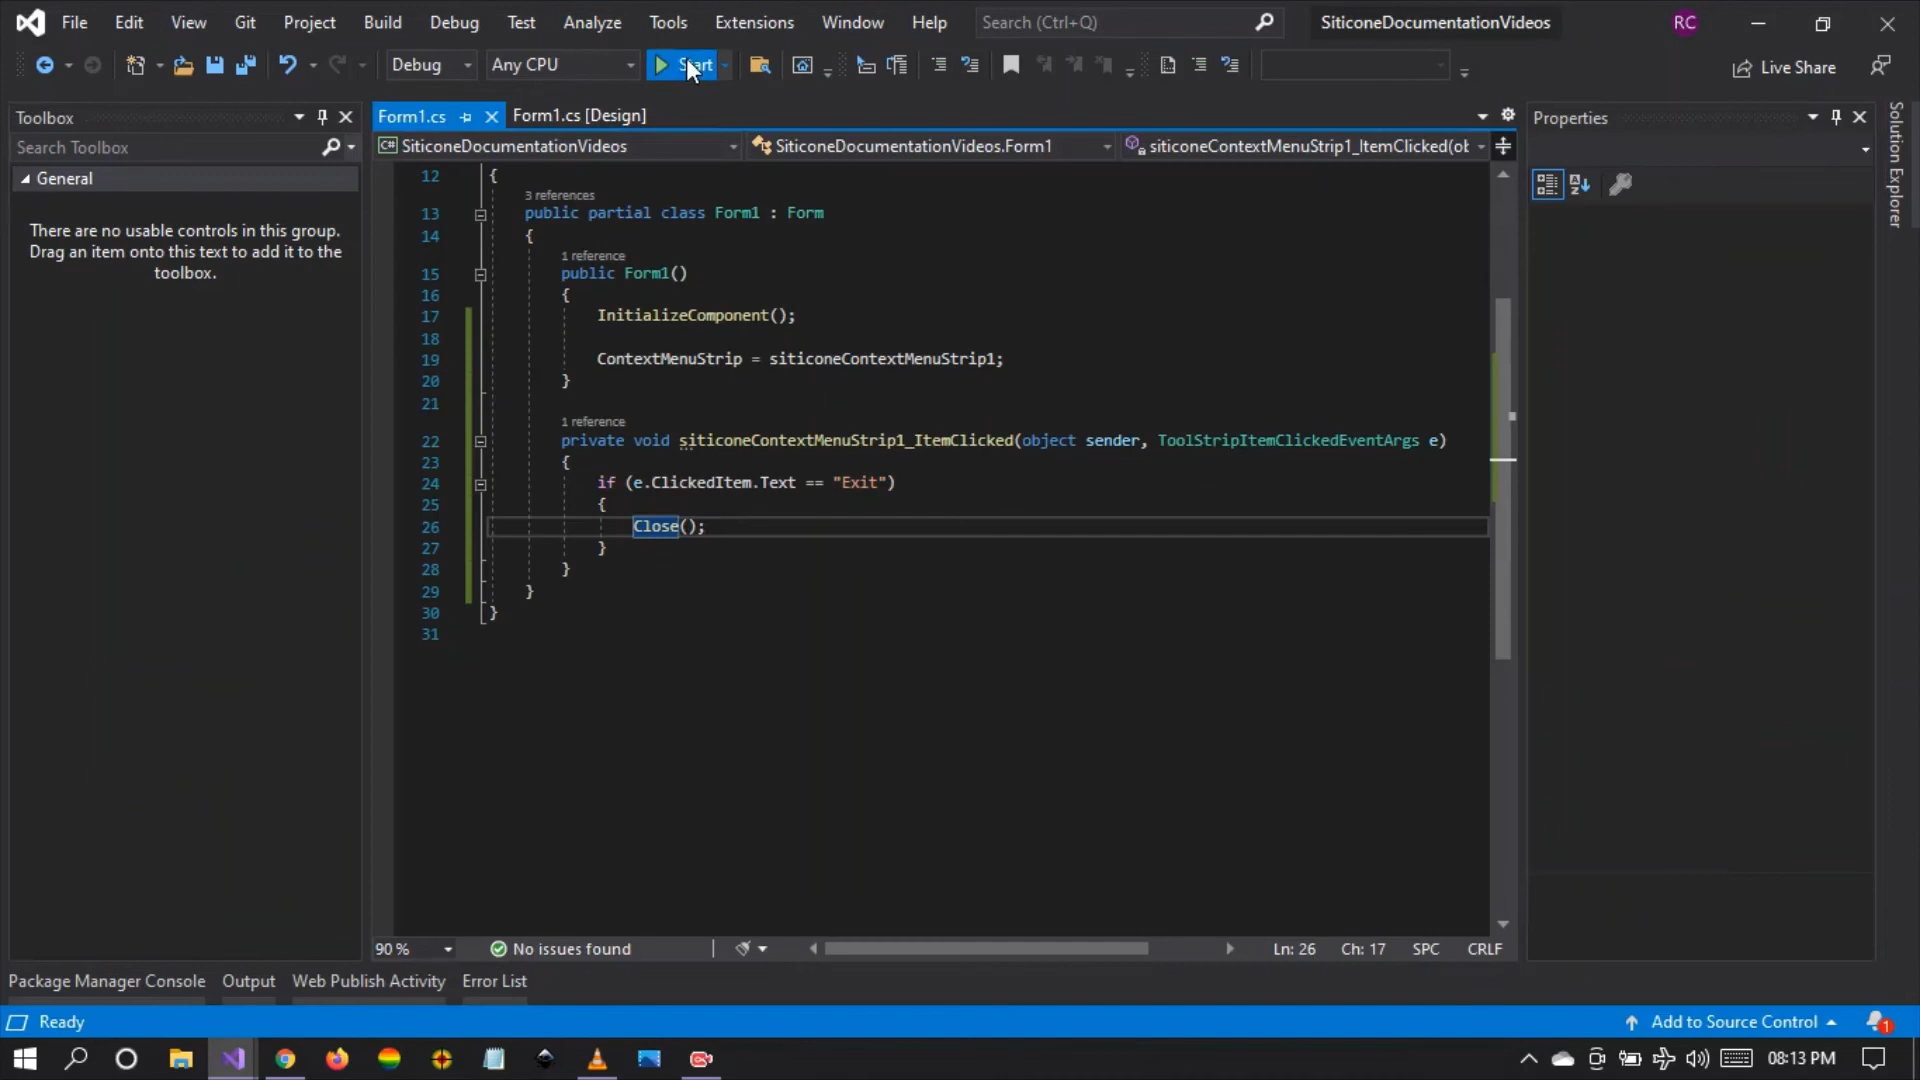 File Edit View Git Project Build Debug Test Analyze Tools Extensions Window Help Search (Ctrl+Q) SiticoneDocumentationVideos RC
Debug Any CPU Start Live Share
Toolbox
Search Toolbox
General
There are no usable controls in this group.
Drag an item onto this text to add it to the
toolbox.
Form1.cs Form1.cs [Design]
C# SiticoneDocumentationVideos SiticoneDocumentationVideos.Form1 siticoneContextMenuStrip1_ItemClicked(ob
12 {
3 references
13 public partial class Form1 : Form
14 {
1 reference
15 public Form1()
16 {
17 InitializeComponent();
18
19 ContextMenuStrip = siticoneContextMenuStrip1;
20 }
21
1 reference
22 private void siticoneContextMenuStrip1_ItemClicked(object sender, ToolStripItemClickedEventArgs e)
23 {
24 if (e.ClickedItem.Text == "Exit")
25 {
26 Close();
27 }
28 }
29 }
30 }
31
90 % No issues found Ln: 26 Ch: 17 SPC CRLF
Properties
Solution Explorer
Package Manager Console Output Web Publish Activity Error List
Ready Add to Source Control 1
08:13 PM